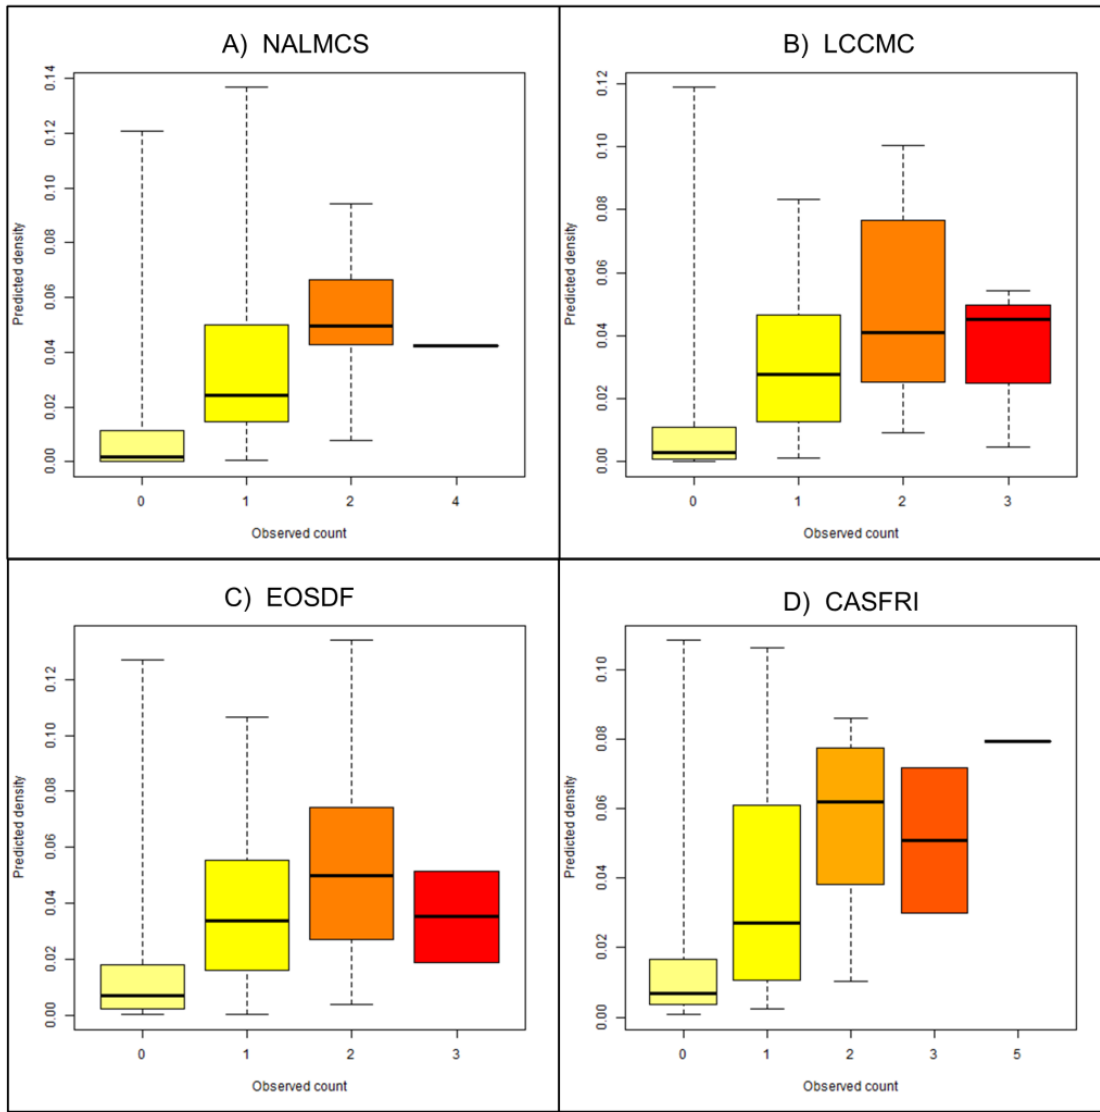 A) NALMCS
0.14
0.12
0.10
0.08
0.06
0.04
0.02
0.00
Predicted density
0 1 2 4
Observed count
B) LCCMC
0.12
0.10
0.08
0.06
0.04
0.02
0.00
Predicted density
0 1 2 3
Observed count
C) EOSDF
0.12
0.10
0.08
0.06
0.04
0.02
0.00
Predicted density
0 1 2 3
Observed count
D) CASFRI
0.10
0.08
0.06
0.04
0.02
0.00
Predicted density
0 1 2 3 5
Observed count